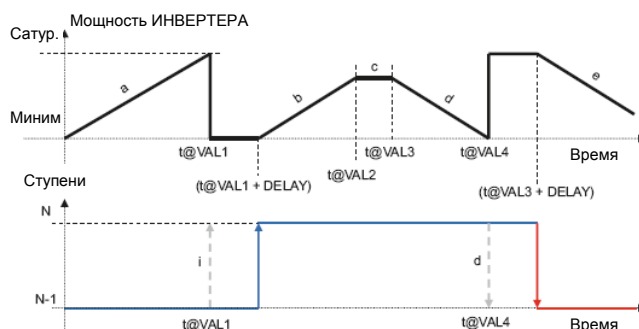 Мощность ИНВЕРТЕРА
Сатур.
a
b
c
d
e
Миним
t@VAL1
(t@VAL1 + DELAY)
t@VAL2
t@VAL3
t@VAL4
Время
(t@VAL3 + DELAY)
Ступени
N
i
d
N-1
t@VAL1
t@VAL4
Время